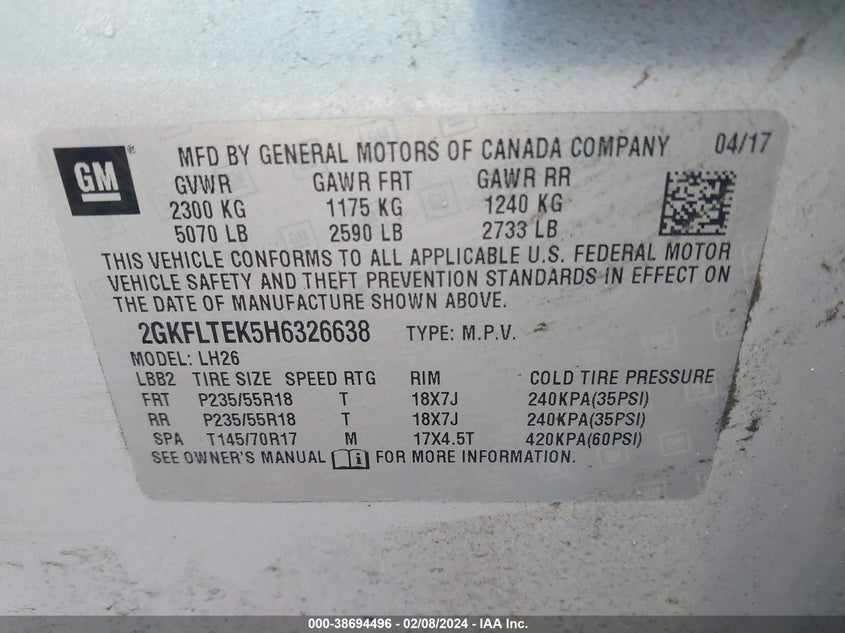 GM ® MFD BY GENERAL MOTORS OF CANADA COMPANY 04/17
GVWR GAWR FRT GAWR RR
2300 KG 1175 KG 1240 KG
5070 LB 2590 LB 2733 LB
THIS VEHICLE CONFORMS TO ALL APPLICABLE U.S. FEDERAL MOTOR
VEHICLE SAFETY AND THEFT PREVENTION STANDARDS IN EFFECT ON
THE DATE OF MANUFACTURE SHOWN ABOVE.
2GKFLTEK5H6326638 TYPE: M.P.V.
MODEL: LH26
LBB2 TIRE SIZE SPEED RTG RIM COLD TIRE PRESSURE
FRT P235/55R18 T 18X7J 240KPA(35PSI)
RR P235/55R18 T 18X7J 240KPA(35PSI)
SPA T145/70R17 M 17X4.5T 420KPA(60PSI)
SEE OWNER'S MANUAL FOR MORE INFORMATION.
000-38694496 - 02/08/2024 - IAA Inc.